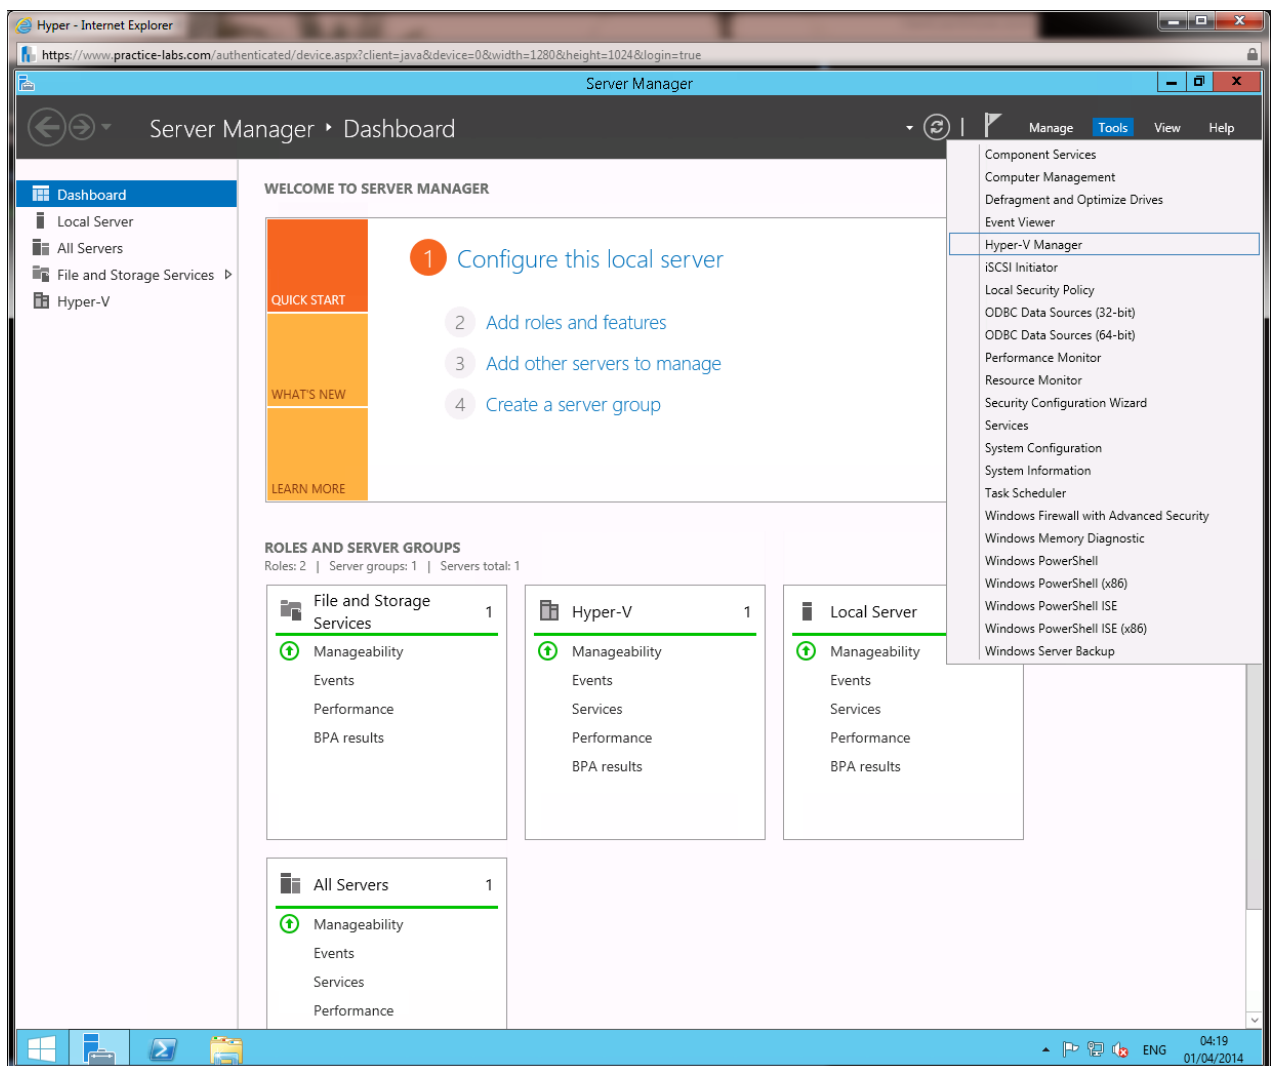 Hyper - Internet Explorer
https://www.practice-labs.com/authenticated/device.aspx?client=java&device=0&width=1280&height=1024&login=true
Server Manager
Server Manager
Dashboard
Manage
Tools
View
Help
Dashboard
Local Server
All Servers
File and Storage Services
Hyper-V
WELCOME TO SERVER MANAGER
QUICK START
WHAT'S NEW
LEARN MORE
1 Configure this local server
2 Add roles and features
3 Add other servers to manage
4 Create a server group
Component Services
Computer Management
Defragment and Optimize Drives
Event Viewer
Hyper-V Manager
iSCSI Initiator
Local Security Policy
ODBC Data Sources (32-bit)
ODBC Data Sources (64-bit)
Performance Monitor
Resource Monitor
Security Configuration Wizard
Services
System Configuration
System Information
Task Scheduler
Windows Firewall with Advanced Security
Windows Memory Diagnostic
Windows PowerShell
Windows PowerShell (x86)
Windows PowerShell ISE
Windows PowerShell ISE (x86)
Windows Server Backup
ROLES AND SERVER GROUPS
Roles: 2 | Server groups: 1 | Servers total: 1
File and Storage
Services
1
Manageability
Events
Performance
BPA results
Hyper-V 1
Manageability
Events
Services
Performance
BPA results
Local Server
Manageability
Events
Services
Performance
BPA results
All Servers 1
Manageability
Events
Services
Performance
ENG
04:19
01/04/2014